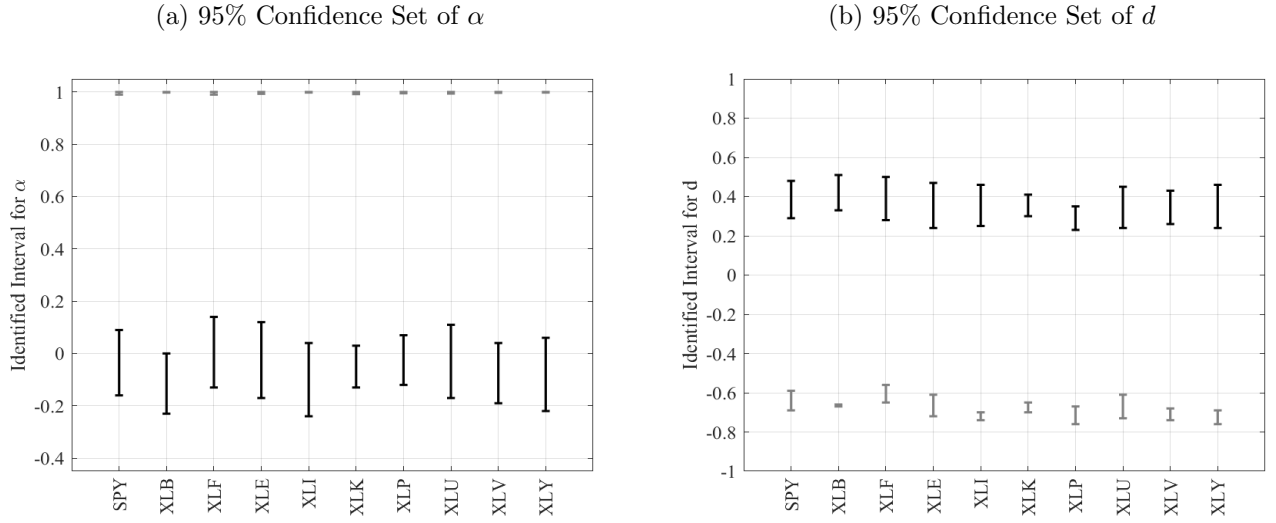 (a) 95% Confidence Set of α
(b) 95% Confidence Set of d
Identified Interval for α
1
0.8
0.6
0.4
0.2
0
-0.2
-0.4
SPY
XLB
XLF
XLE
XLI
XLK
XLP
XLU
XLV
XLY
Identified Interval for d
1
0.8
0.6
0.4
0.2
0
-0.2
-0.4
-0.6
-0.8
-1
SPY
XLB
XLF
XLE
XLI
XLK
XLP
XLU
XLV
XLY